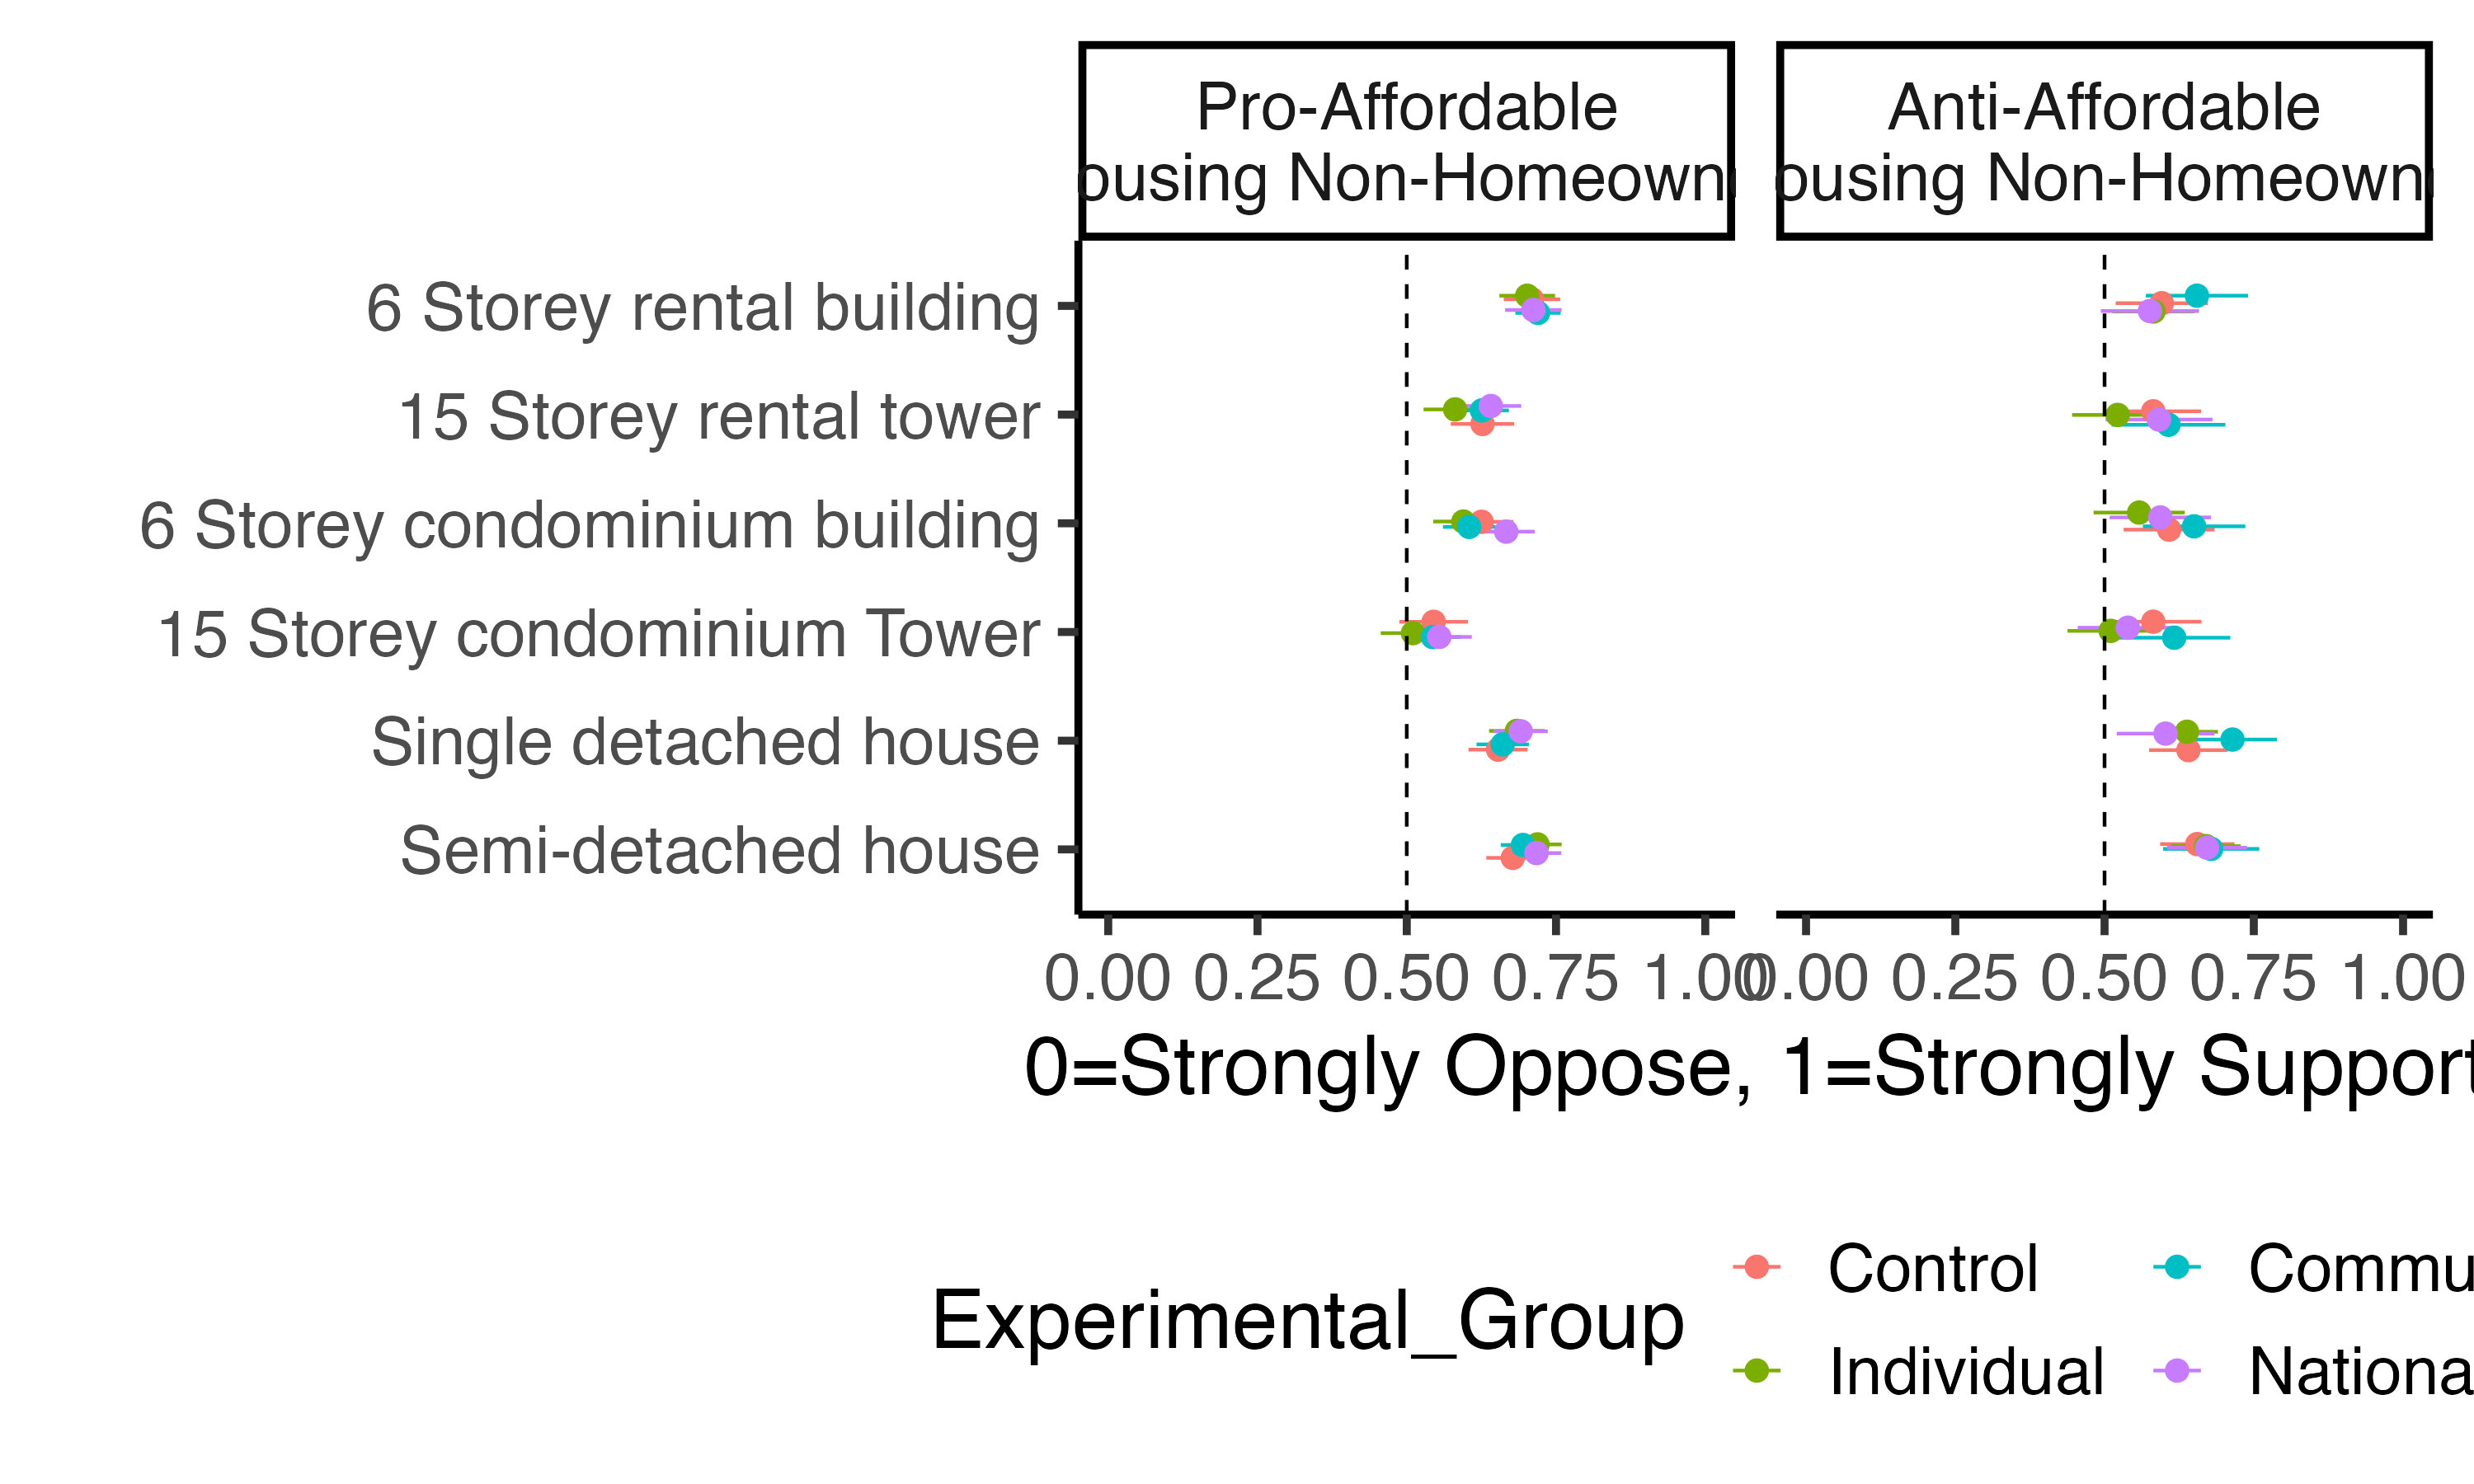 Pro-Affordable
ousing Non-Homeown
Anti-Affordable
ousing Non-Homeown
6 Storey rental building
15 Storey rental tower
6 Storey condominium building
15 Storey condominium Tower
Single detached house
Semi-detached house
0.00 0.25 0.50 0.75 1.00
0.00 0.25 0.50 0.75 1.00
0=Strongly Oppose, 1=Strongly Support
Experimental_Group
Control
Individual
Commu
Nationa